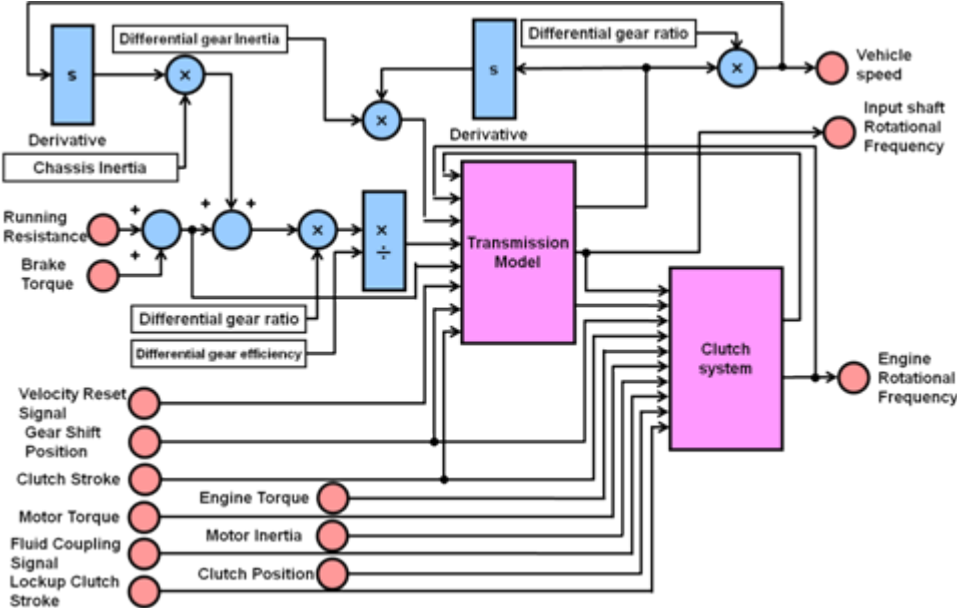 Differential gear Inertia
Differential gear ratio
Vehicle
speed
s
×
s
×
Input shaft
Rotational
Frequency
×
Derivative
Derivative
Chassis Inertia
+
+
+
Running
Resistance
×
×
÷
+
Brake
Torque
Transmission
Model
Differential gear ratio
Differential gear efficiency
Clutch
system
Engine
Rotational
Frequency
Velocity Reset
Signal
Gear Shift
Position
Clutch Stroke
Engine Torque
Motor Torque
Motor Inertia
Fluid Coupling
Signal
Clutch Position
Lockup Clutch
Stroke